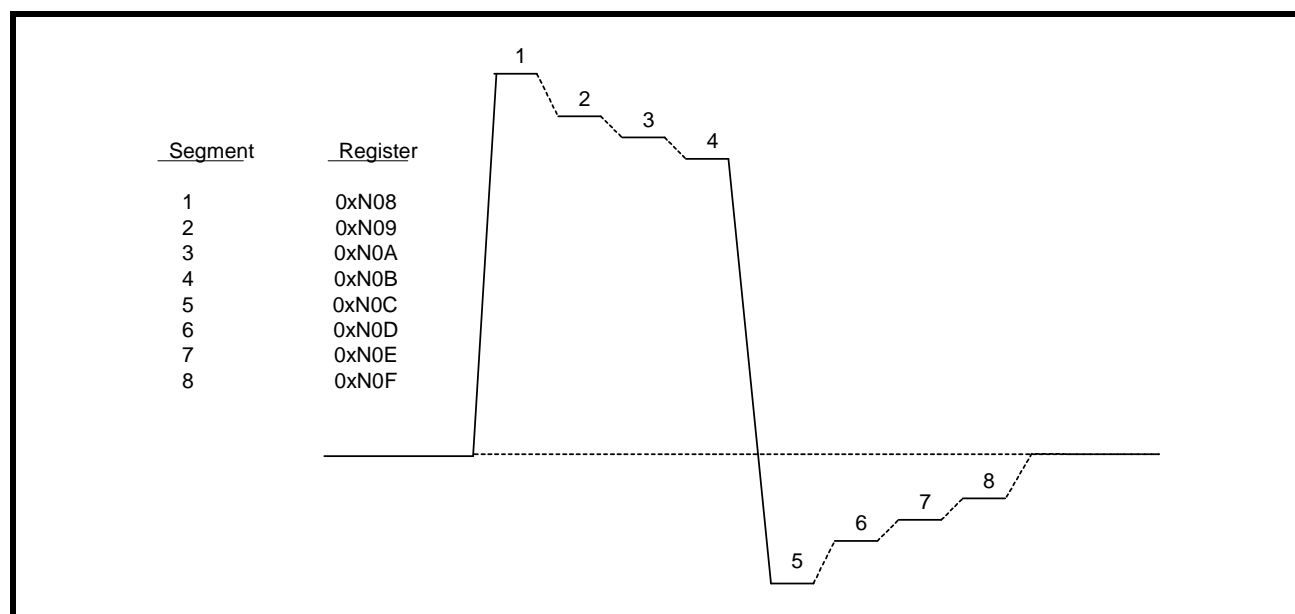 Segment Register
1 0xN08
2 0xN09
3 0xN0A
4 0xN0B
5 0xN0C
6 0xN0D
7 0xN0E
8 0xN0F
1
2
3
4
5
6
7
8